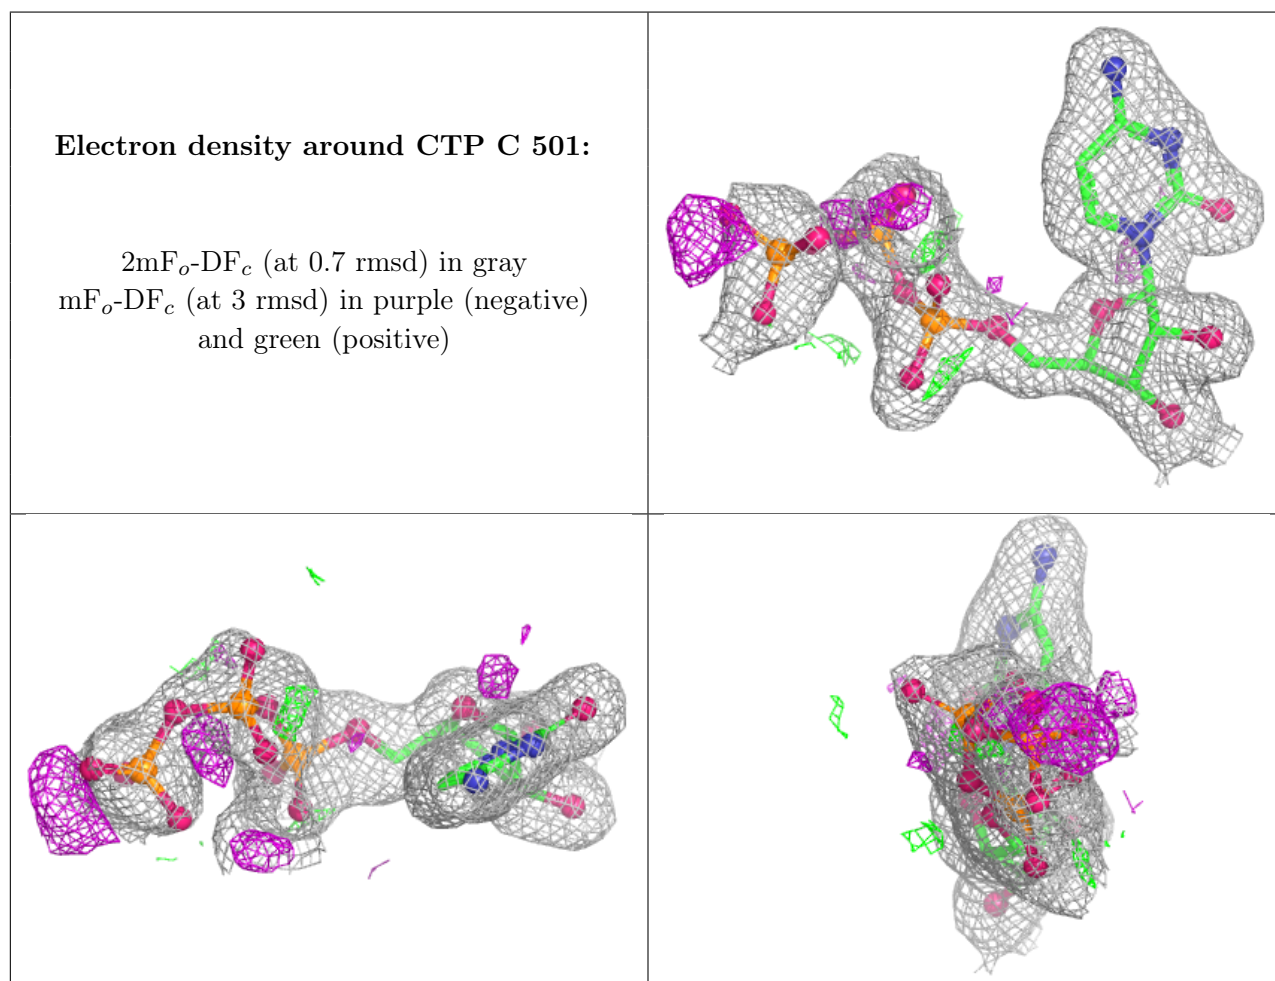 Electron density around CTP C 501:
2mFo-DFc (at 0.7 rmsd) in gray
mFo-DFc (at 3 rmsd) in purple (negative)
and green (positive)